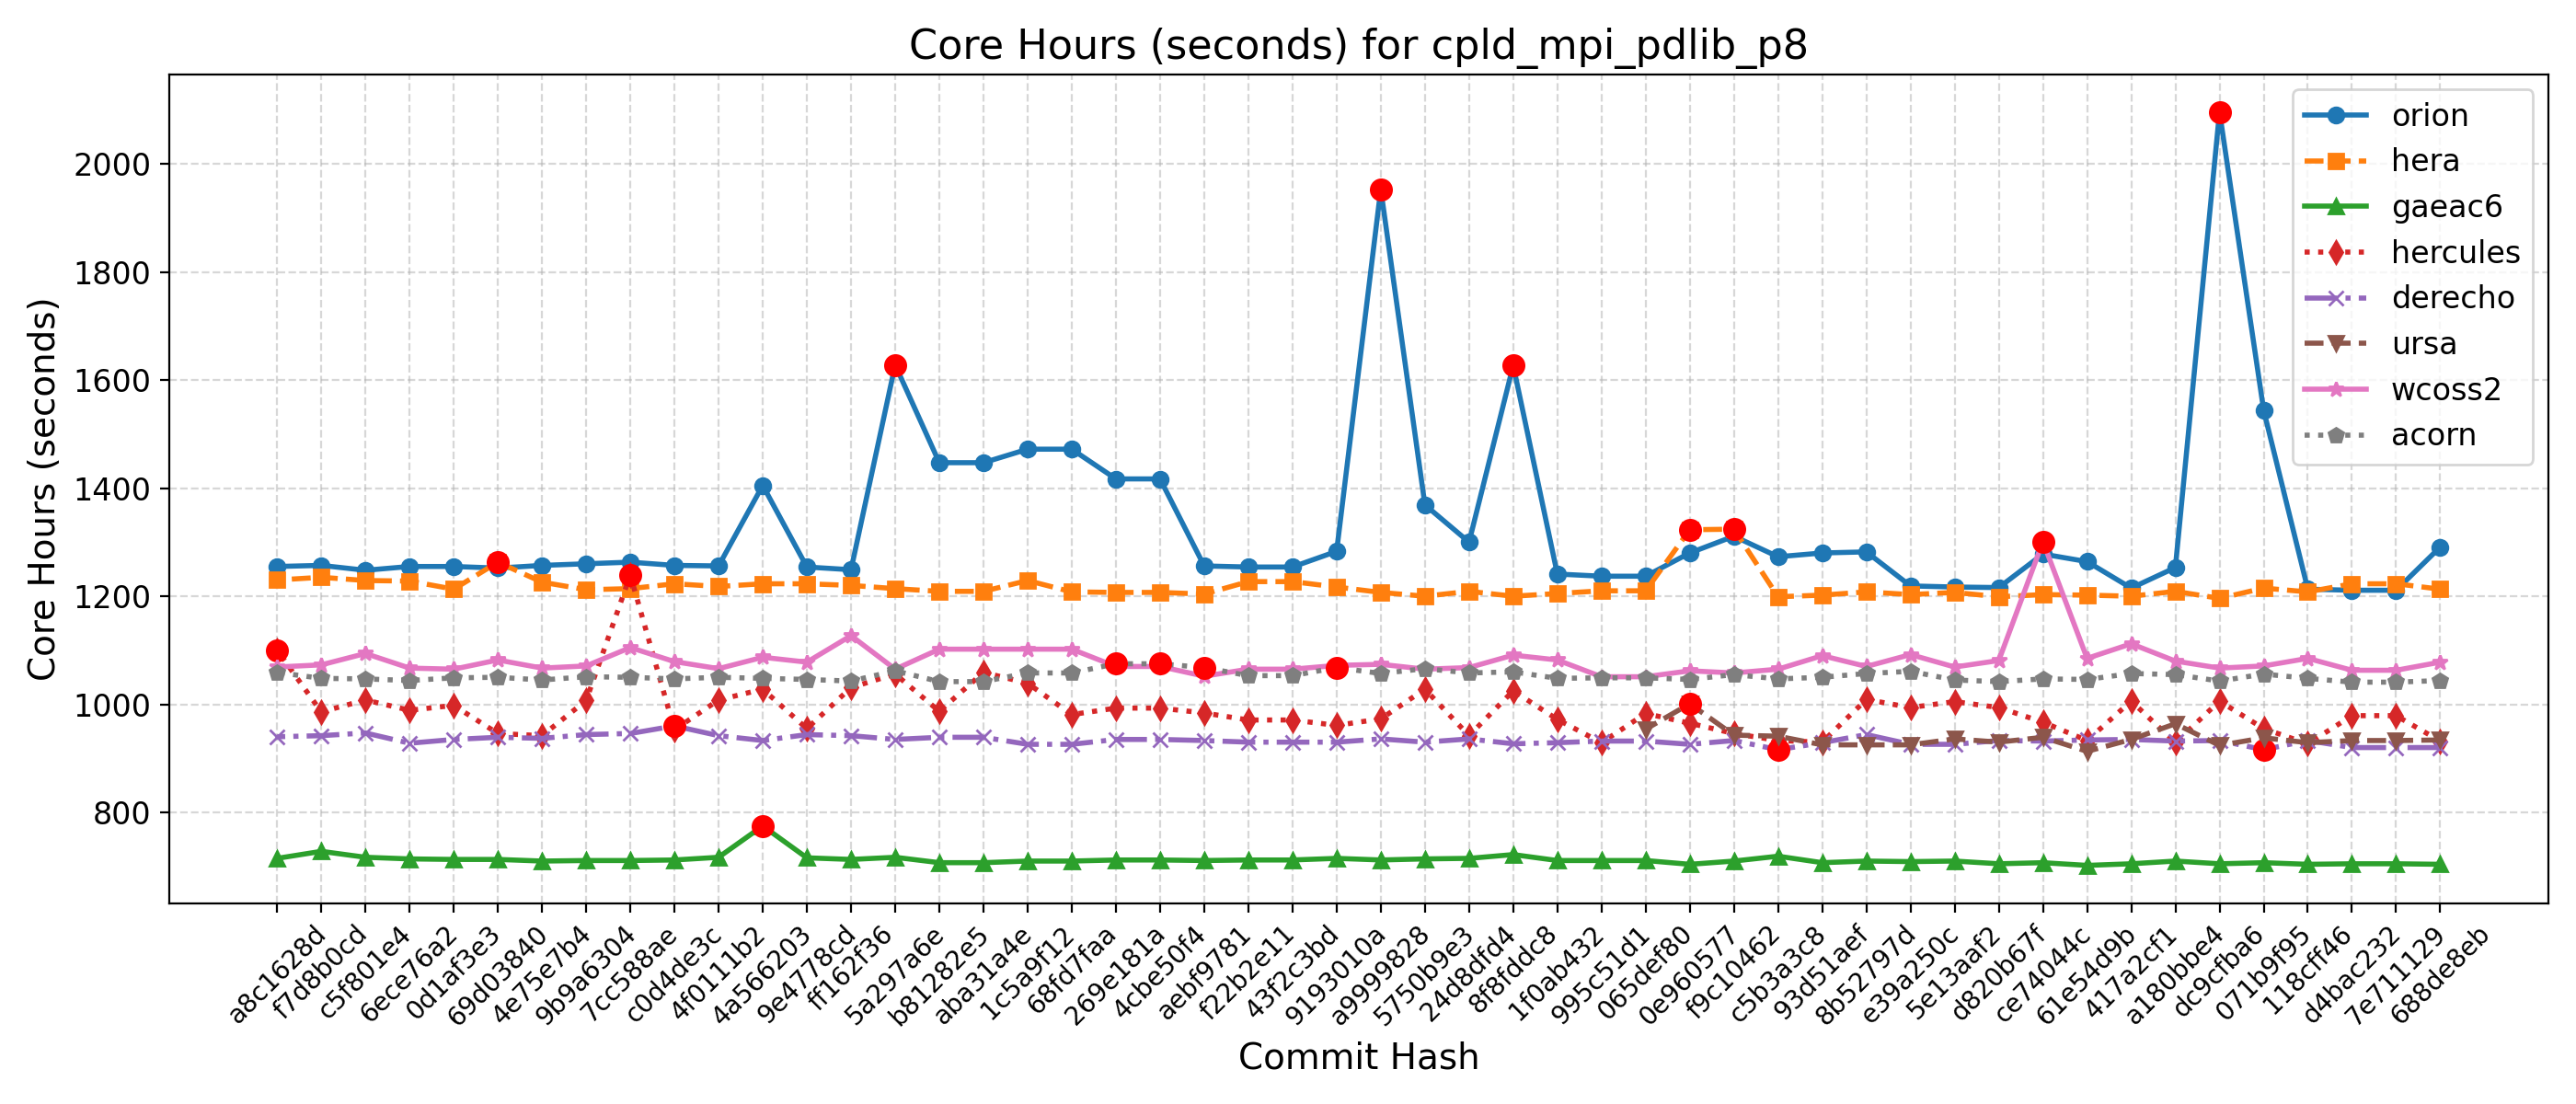 Core Hours (seconds) for cpld_mpi_pdlib_p8
Core Hours (seconds)
2000
1800
1600
1400
1200
1000
800
orion
hera
gaeac6
hercules
derecho
ursa
wcoss2
acorn
a8c1628d
f7d8b0cd
c5f801e4
6ece76a2
0d1af3e3
69d03840
4e75e7b4
9b9a6304
7cc588ae
c0d4de3c
4f0111b2
4a566203
9e4778cd
ff162f36
5a297a6e
b81282e5
aba31a4e
1c5a9f12
68fd7faa
269e181a
4cbe50f4
aebf9781
f22b2e11
43f2c3bd
9193010a
a9999828
5750b9e3
24d8dfd4
8f8fddc8
1f0ab432
995c51d1
065def80
0e960577
f9c10462
c5b3a3c8
93d51aef
8b52797d
e39a250c
5e13aaf2
d820b67f
ce74044c
61e54d9b
417a2cf1
a180bbe4
dc9cfba6
071b9f95
118cff46
d4bac232
7e711129
688de8eb
Commit Hash